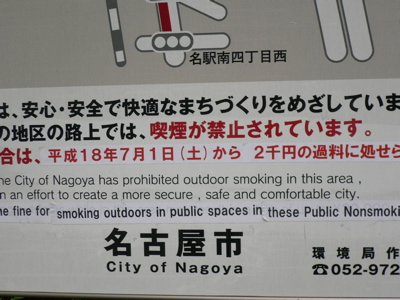 名駅南四丁目西
は、安心・安全で快適なまちづくりをめざしていま
の地区の路上では、喫煙が禁止されています。
合は、平成18年7月1日(土)から 2千円の過料に処せら
he City of Nagoya has prohibited outdoor smoking in this area ,
n an effort to create a more secure , safe and comfortable city.
he fine for smoking outdoors in public spaces in these Public Nonsmoki
名古屋市
City of Nagoya
環境局作
☎052-972